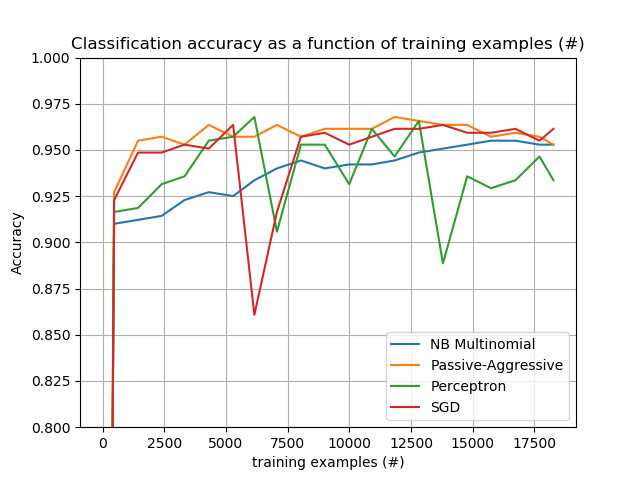 Classification accuracy as a function of training examples (#)
1.000
0.975
0.950
0.925
0.900
0.875
0.850
0.825
0.800
Accuracy
NB Multinomial
Passive-Aggressive
Perceptron
SGD
0 2500 5000 7500 10000 12500 15000 17500
training examples (#)